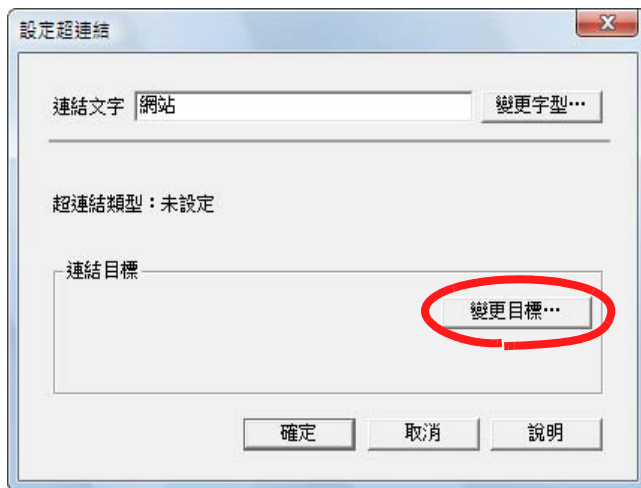 設定超連結
連結文字 網站 變更字型…
超連結類型：未設定
連結目標
變更目標…
確定 取消 說明